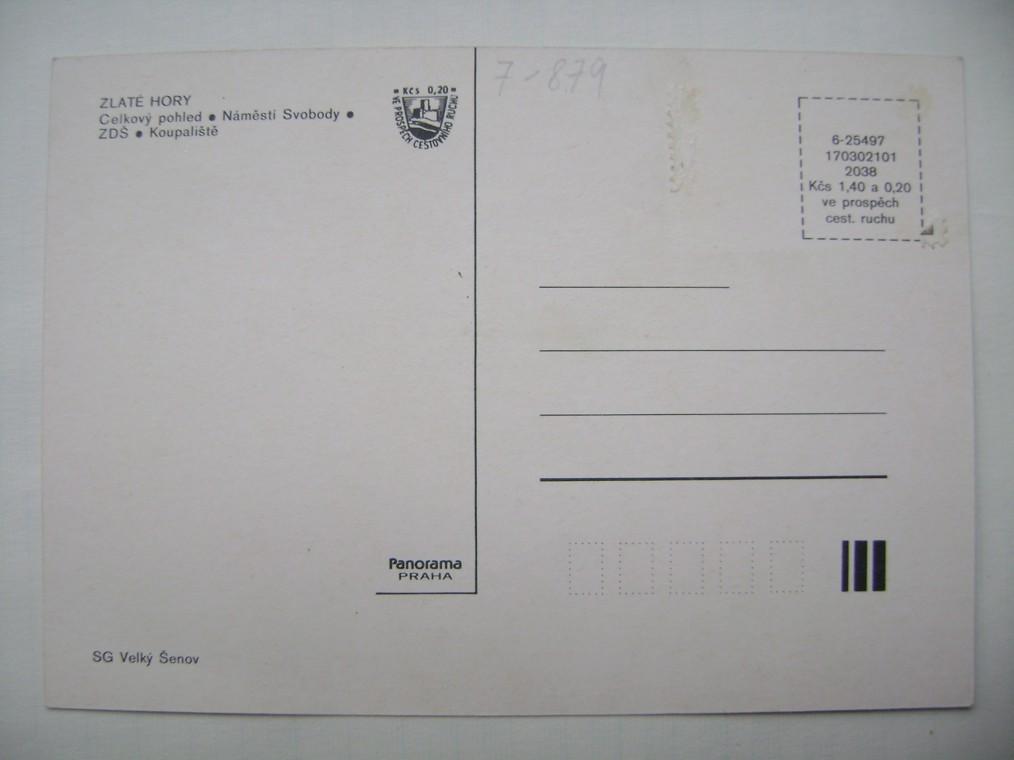 ZLATÉ HORY
Celkový pohled ● Náměstí Svobody ●
ZDŠ ● Koupaliště
Kčs 0,20
VE PROSPĚCH CESTOVNÍHO RUCHU
7-879
6-25497
170302101
2038
Kčs 1,40 a 0,20
ve prospěch
cest. ruchu
Panorama
PRAHA
SG Velký Šenov